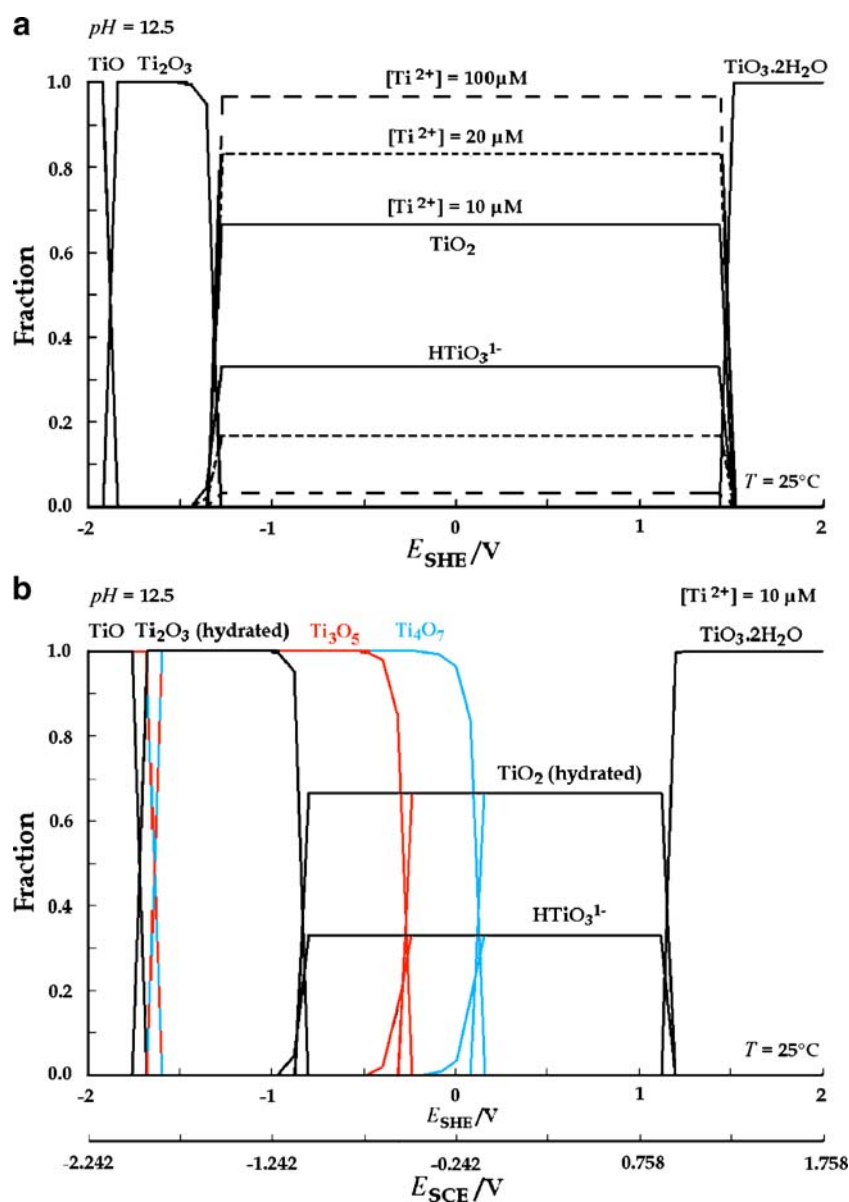 a
pH = 12.5
TiO Ti2O3 TiO3.2H2O
[Ti 2+] = 100µM
[Ti 2+] = 20 µM
[Ti 2+] = 10 µM
TiO2
HTiO3 1-
T = 25°C
Fraction
1.0
0.8
0.6
0.4
0.2
0.0
-2 -1 0 1 2
ESHE/V
b
pH = 12.5 [Ti 2+] = 10 µM
TiO Ti2O3 (hydrated) Ti3O5 Ti4O7 TiO3.2H2O
TiO2 (hydrated)
HTiO3 1-
T = 25°C
Fraction
1.0
0.8
0.6
0.4
0.2
0.0
-2 -1 0 1 2
ESHE/V
-2.242 -1.242 -0.242 0.758 1.758
ESCE/V